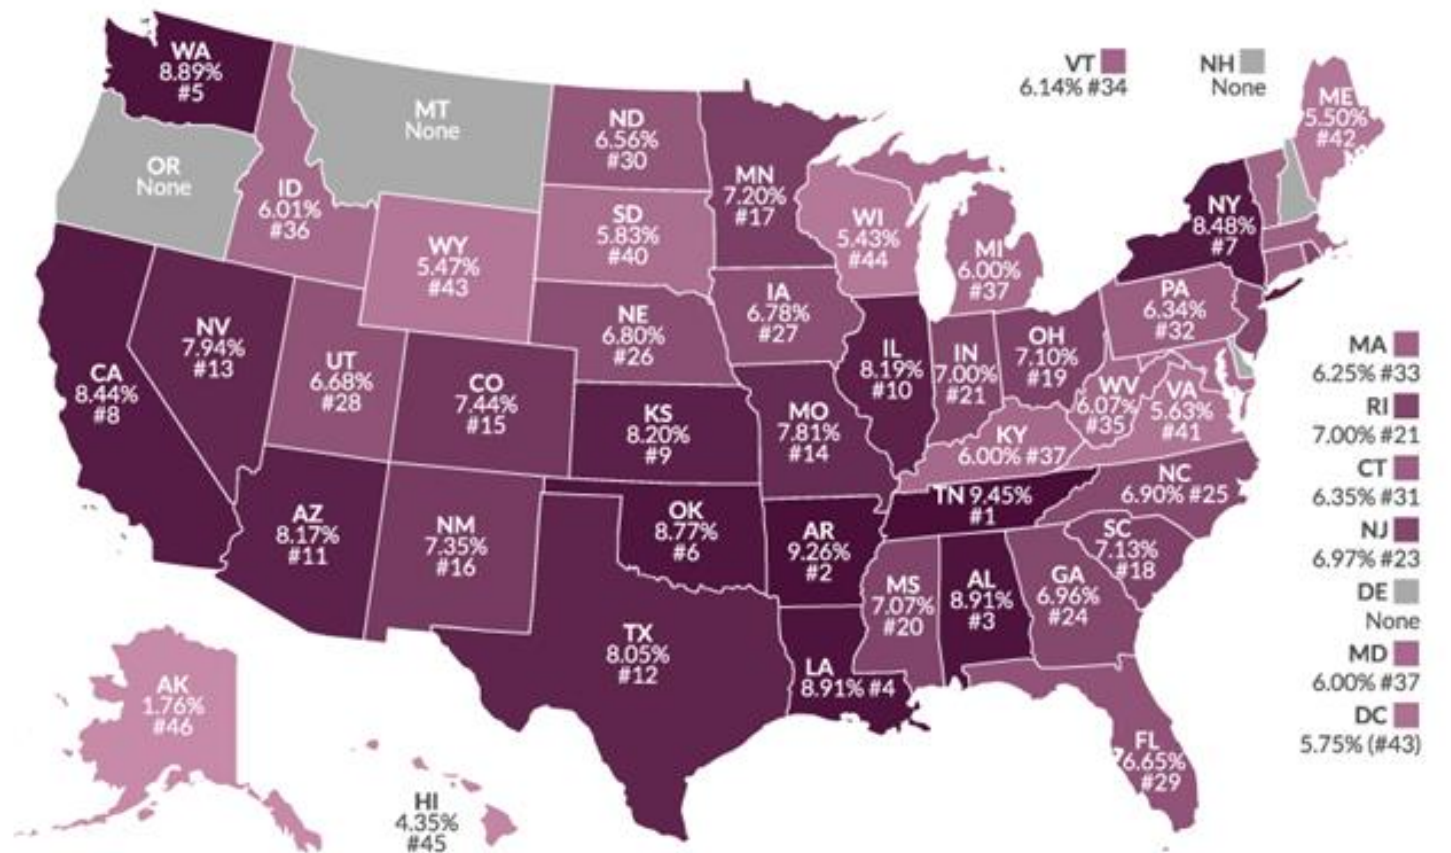 WA
8.89%
#5
MT
None
OR
None
ID
6.01%
#36
WY
5.47%
#43
ND
6.56%
#30
SD
5.83%
#40
NE
6.80%
#26
MN
7.20%
#17
IA
6.78%
#27
WI
5.43%
#44
MI
6.00%
#37
VT
6.14% #34
NH
None
ME
5.50%
#42
NY
8.48%
#7
PA
6.34%
#32
CA
8.44%
#8
NV
7.94%
#13
UT
6.68%
#28
CO
7.44%
#15
KS
8.20%
#9
MO
7.81%
#14
IL
8.19%
#10
IN
7.00%
#21
OH
7.10%
#19
WV
6.07%
#35
VA
5.63%
#41
KY
6.00% #37
NC
6.90% #25
TN 9.45%
#1
SC
7.13%
#18
AZ
8.17%
#11
NM
7.35%
#16
OK
8.77%
#6
AR
9.26%
#2
MS
7.07%
#20
AL
8.91%
#3
GA
6.96%
#24
TX
8.05%
#12
LA
8.91% #4
FL
6.65%
#29
AK
1.76%
#46
HI
4.35%
#45
MA
6.25% #33
RI
7.00% #21
CT
6.35% #31
NJ
6.97% #23
DE
None
MD
6.00% #37
DC
5.75% (#43)